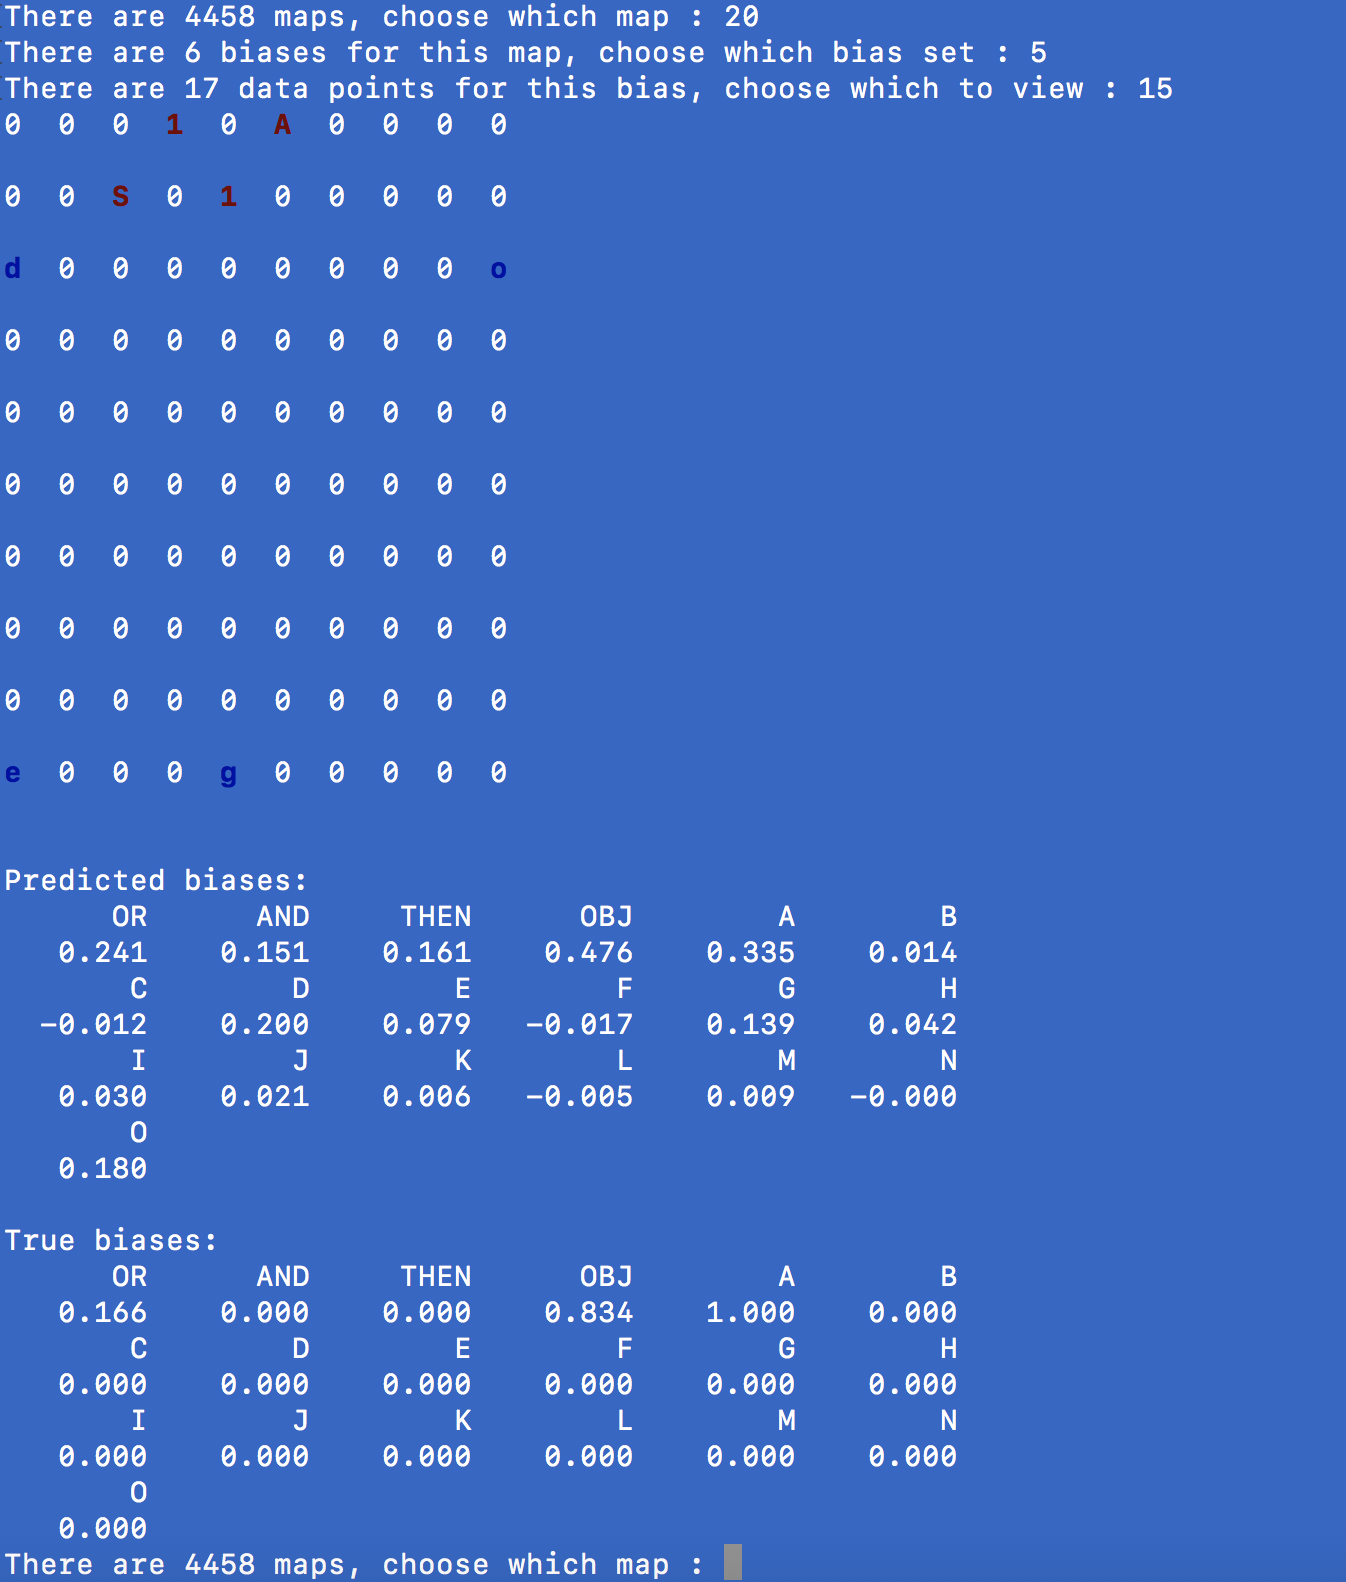 There are 4458 maps, choose which map : 20
There are 6 biases for this map, choose which bias set : 5
There are 17 data points for this bias, choose which to view : 15
0 0 0 1 0 A 0 0 0 0
0 0 S 0 1 0 0 0 0 0
d 0 0 0 0 0 0 0 0 o
0 0 0 0 0 0 0 0 0 0
0 0 0 0 0 0 0 0 0 0
0 0 0 0 0 0 0 0 0 0
0 0 0 0 0 0 0 0 0 0
0 0 0 0 0 0 0 0 0 0
0 0 0 0 0 0 0 0 0 0
e 0 0 0 g 0 0 0 0 0
Predicted biases:
OR AND THEN OBJ A B
0.241 0.151 0.161 0.476 0.335 0.014
C D E F G H
-0.012 0.200 0.079 -0.017 0.139 0.042
I J K L M N
0.030 0.021 0.006 -0.005 0.009 -0.000
O
0.180
True biases:
OR AND THEN OBJ A B
0.166 0.000 0.000 0.834 1.000 0.000
C D E F G H
0.000 0.000 0.000 0.000 0.000 0.000
I J K L M N
0.000 0.000 0.000 0.000 0.000 0.000
O
0.000
There are 4458 maps, choose which map :